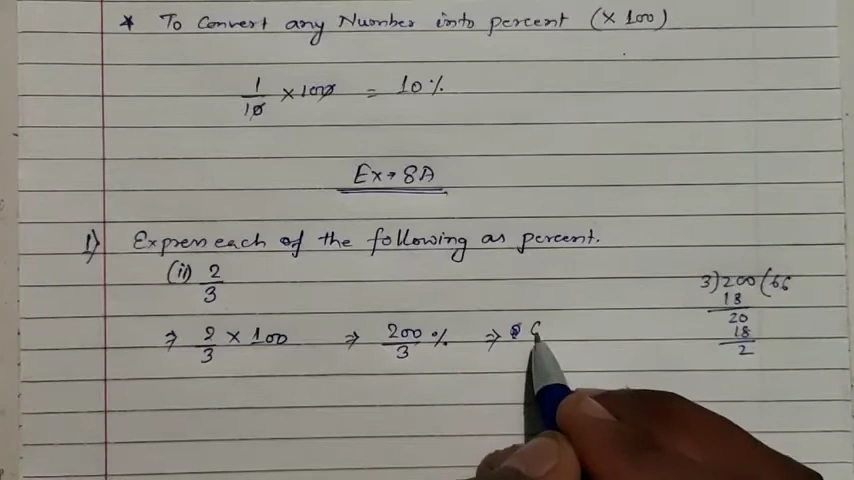 * To Convert any Number into percent (×100)
1/10 ×100 = 10%
Ex→8A
1) Express each of the following as percent.
(ii) 2/3
⇒ 2/3 × 100 ⇒ 200/3 % ⇒
3)200(66
18
20
18
2